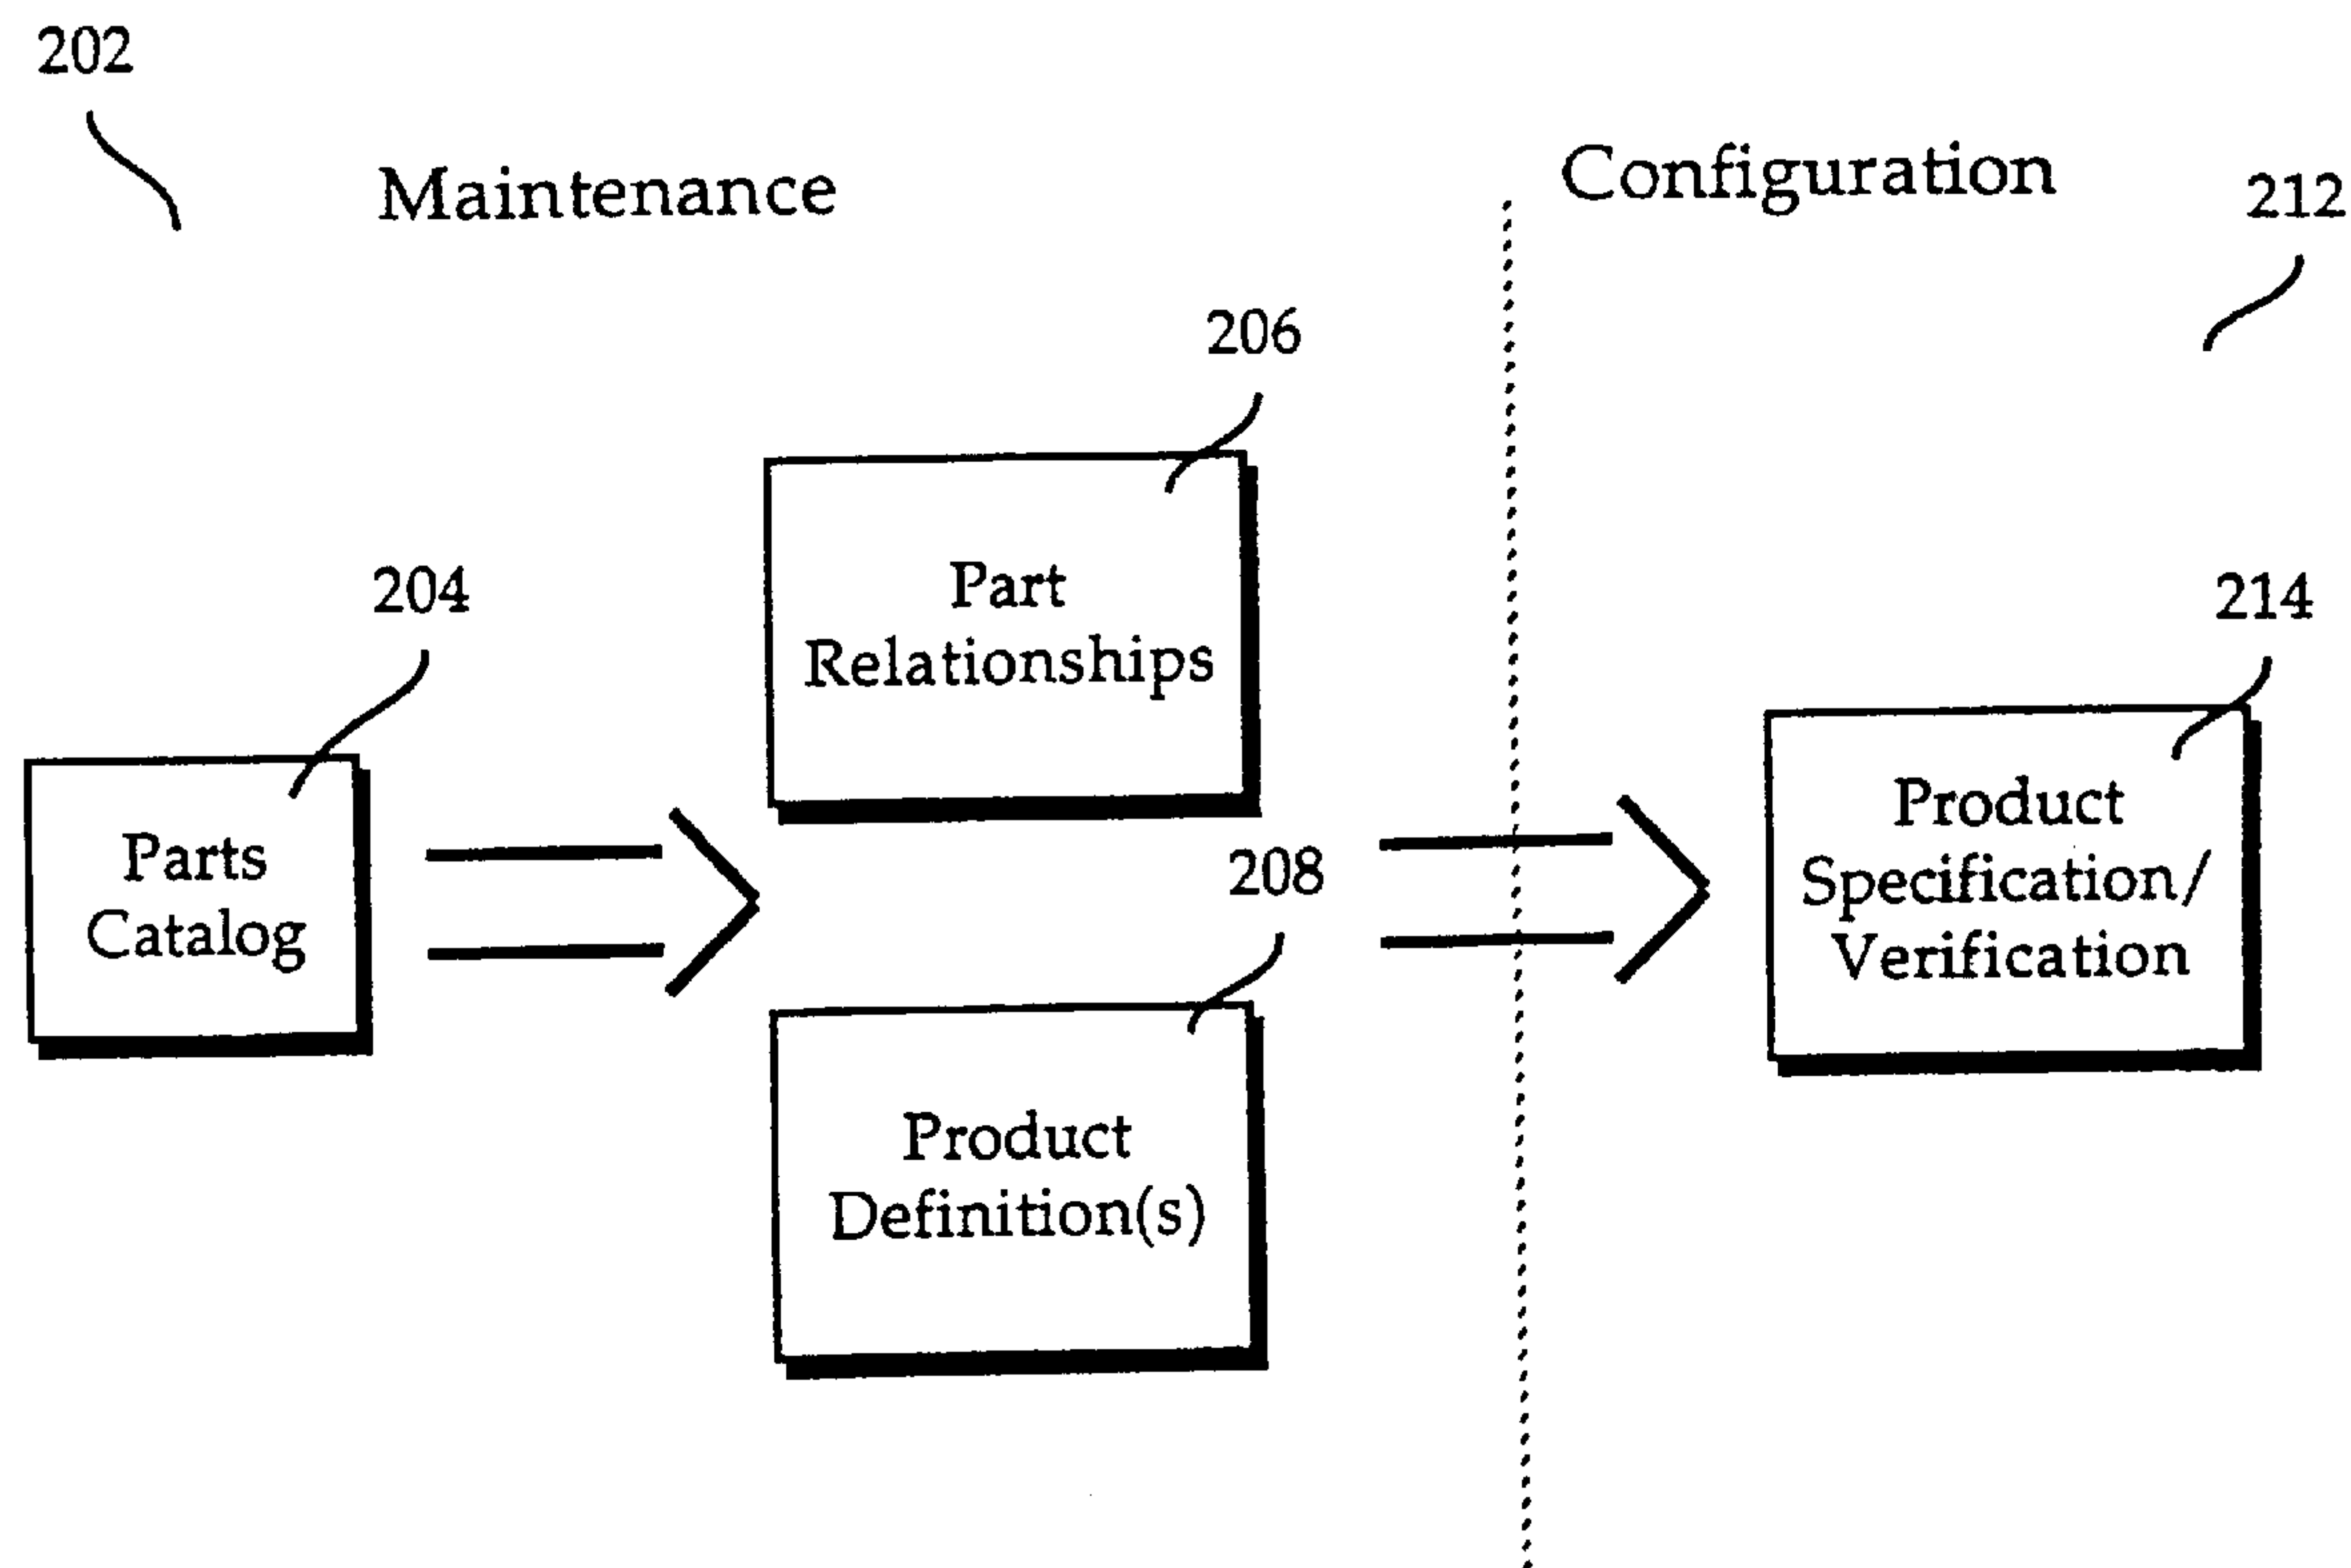 202
Maintenance
Configuration
212
206
Part
Relationships
204
Parts
Catalog
208
Product
Definition(s)
214
Product
Specification/
Verification